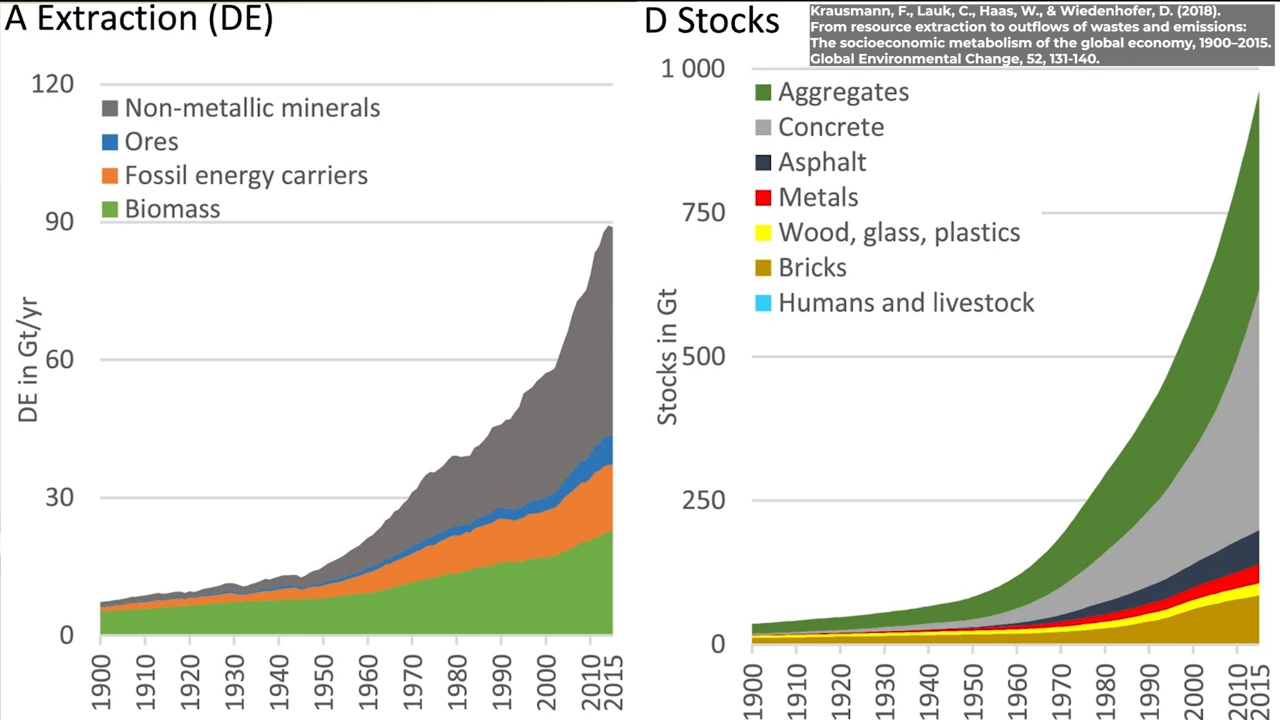 A Extraction (DE)
120
Non-metallic minerals
Ores
Fossil energy carriers
Biomass
90
60
30
0
DE in Gt/yr
1900
1910
1920
1930
1940
1950
1960
1970
1980
1990
2000
2010
2015
D Stocks
Krausmann, F., Lauk, C., Haas, W., & Wiedenhofer, D. (2018).
From resource extraction to outflows of wastes and emissions:
The socioeconomic metabolism of the global economy, 1900–2015.
Global Environmental Change, 52, 131-140.
1 000
Aggregates
Concrete
Asphalt
Metals
Wood, glass, plastics
Bricks
Humans and livestock
750
500
250
0
Stocks in Gt
1900
1910
1920
1930
1940
1950
1960
1970
1980
1990
2000
2010
2015